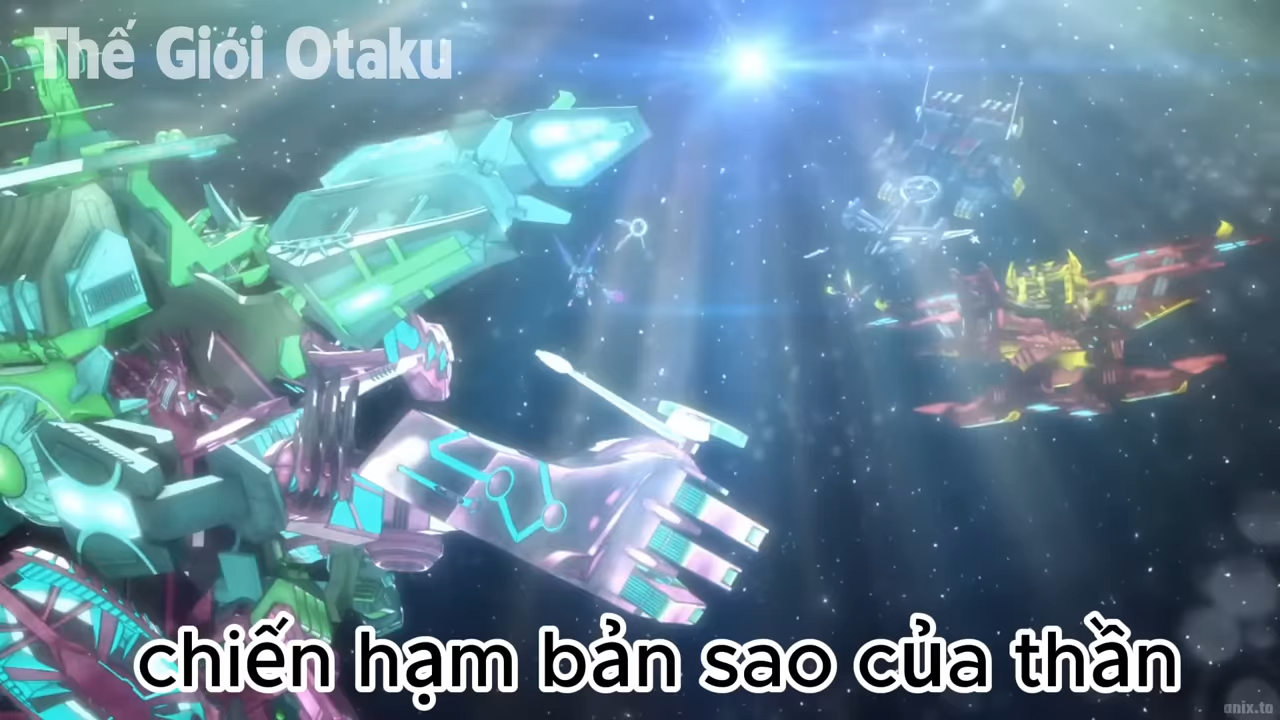 Thế Giới Otaku
chiến hạm bản sao của thần
anix.to